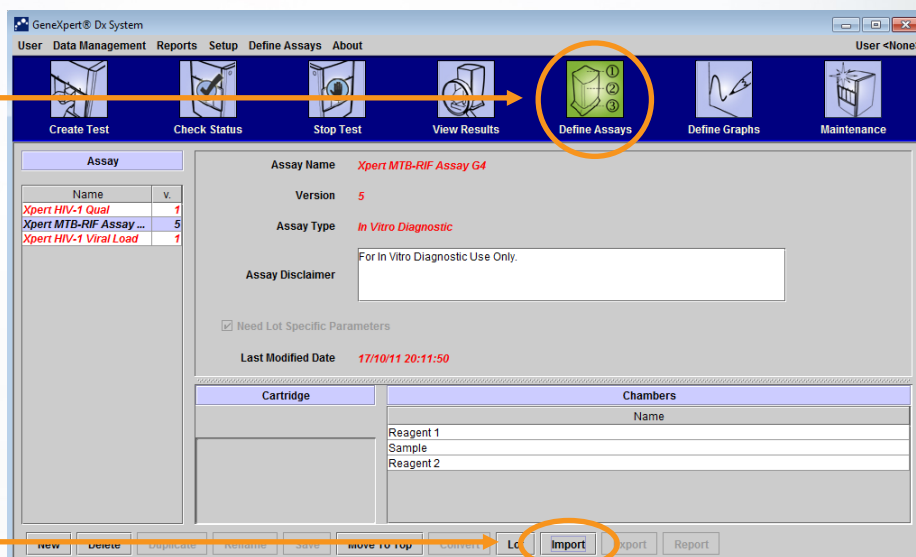 GeneXpert® Dx System
User Data Management Reports Setup Define Assays About User <None
Create Test Check Status Stop Test View Results Define Assays Define Graphs Maintenance
①
②
③
Assay
Name v.
Xpert HIV-1 Qual 1
Xpert MTB-RIF Assay ... 5
Xpert HIV-1 Viral Load 1
Assay Name Xpert MTB-RIF Assay G4
Version 5
Assay Type In Vitro Diagnostic
Assay Disclaimer For In Vitro Diagnostic Use Only.
Need Lot Specific Parameters
Last Modified Date 17/10/11 20:11:50
Cartridge Chambers
Name
Reagent 1
Sample
Reagent 2
New Delete Duplicate Rename Save Move To Top Convert Import Report